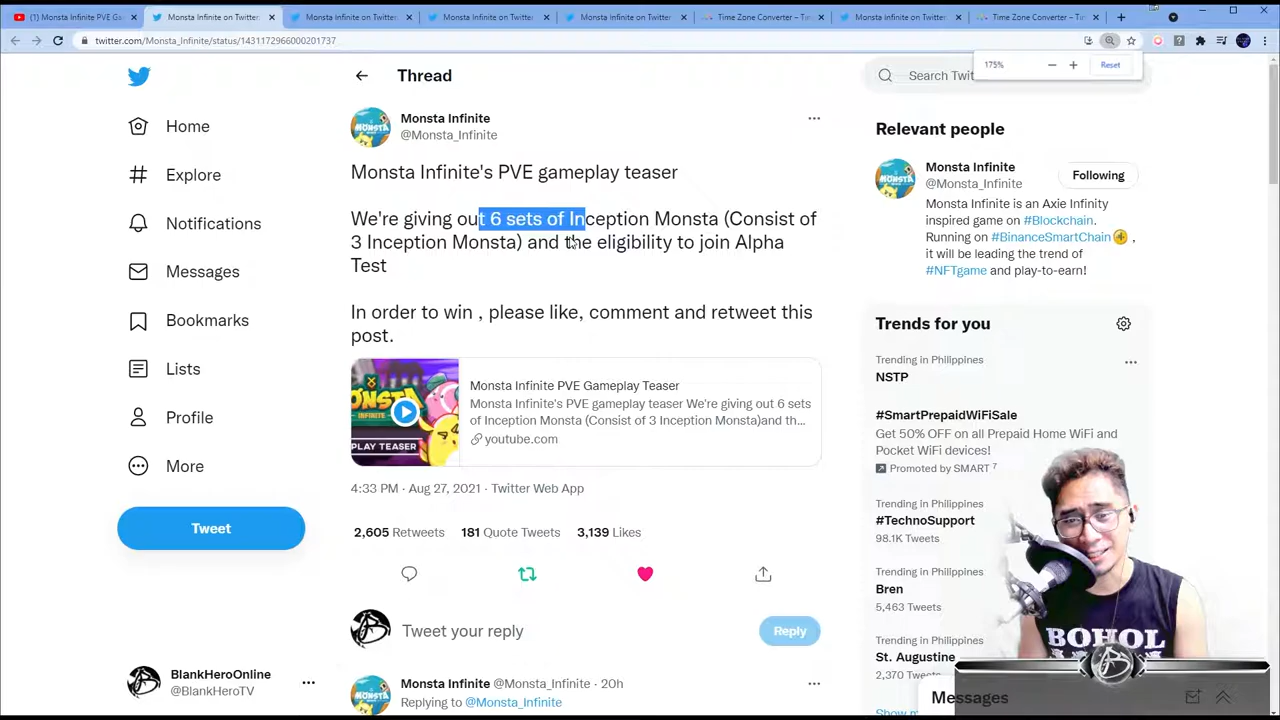 (1) Monsta Infinite PVE Ga
Monsta Infinite on Twitter
Monsta Infinite on Twitter
Monsta Infinite on Twitter
Monsta Infinite on Twitter
Time Zone Converter – Ti
Monsta Infinite on Twitter
Time Zone Converter – Tim
twitter.com/Monsta_Infinite/status/1431172966000201737
175%
Reset
Thread
Search Twit
Home
Explore
Notifications
Messages
Bookmarks
Lists
Profile
More
Tweet
BlankHeroOnline
@BlankHeroTV
Monsta Infinite
@Monsta_Infinite
Monsta Infinite's PVE gameplay teaser
We're giving out 6 sets of Inception Monsta (Consist of
3 Inception Monsta) and the eligibility to join Alpha
Test
In order to win , please like, comment and retweet this
post.
MONSTA
INFINITE
PLAY TEASER
Monsta Infinite PVE Gameplay Teaser
Monsta Infinite's PVE gameplay teaser We're giving out 6 sets
of Inception Monsta (Consist of 3 Inception Monsta)and th...
youtube.com
4:33 PM · Aug 27, 2021 · Twitter Web App
2,605 Retweets 181 Quote Tweets 3,139 Likes
Tweet your reply
Reply
Monsta Infinite @Monsta_Infinite · 20h
Replying to @Monsta_Infinite
Relevant people
Monsta Infinite
@Monsta_Infinite
Following
Monsta Infinite is an Axie Infinity
inspired game on #Blockchain.
Running on #BinanceSmartChain
it will be leading the trend of
#NFTgame and play-to-earn!
Trends for you
Trending in Philippines
NSTP
#SmartPrepaidWiFiSale
Get 50% OFF on all Prepaid Home WiFi and
Pocket WiFi devices!
Promoted by SMART
Trending in Philippines
#TechnoSupport
98.1K Tweets
Trending in Philippines
Bren
5,463 Tweets
Trending in Philippines
St. Augustine
2,370 Tweets
Show m
BOHOL
Messages